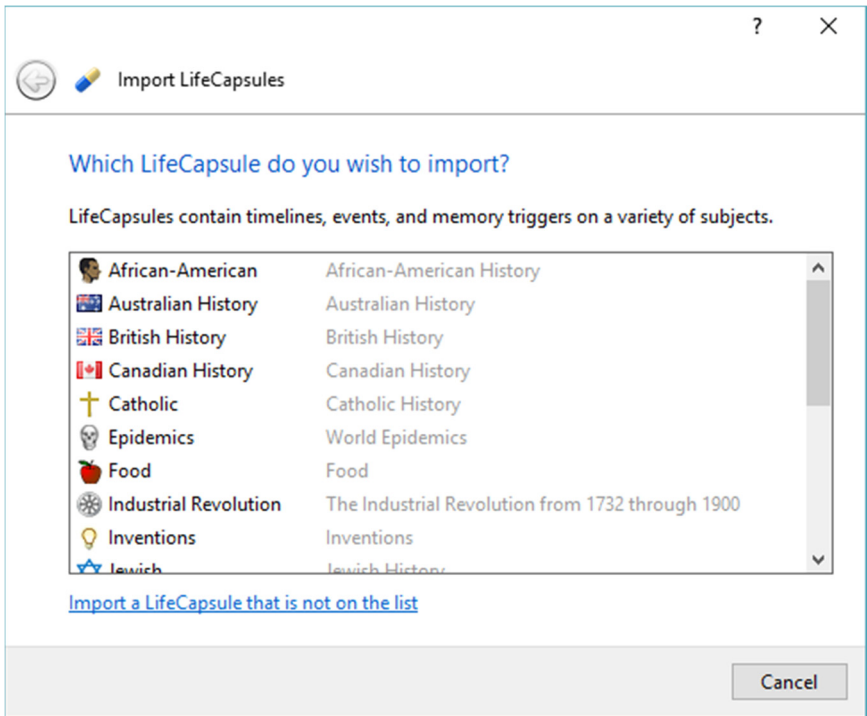 ?
Import LifeCapsules
Which LifeCapsule do you wish to import?
LifeCapsules contain timelines, events, and memory triggers on a variety of subjects.
African-American African-American History
Australian History Australian History
British History British History
Canadian History Canadian History
Catholic Catholic History
Epidemics World Epidemics
Food Food
Industrial Revolution The Industrial Revolution from 1732 through 1900
Inventions Inventions
Jewish Jewish History
Import a LifeCapsule that is not on the list
Cancel